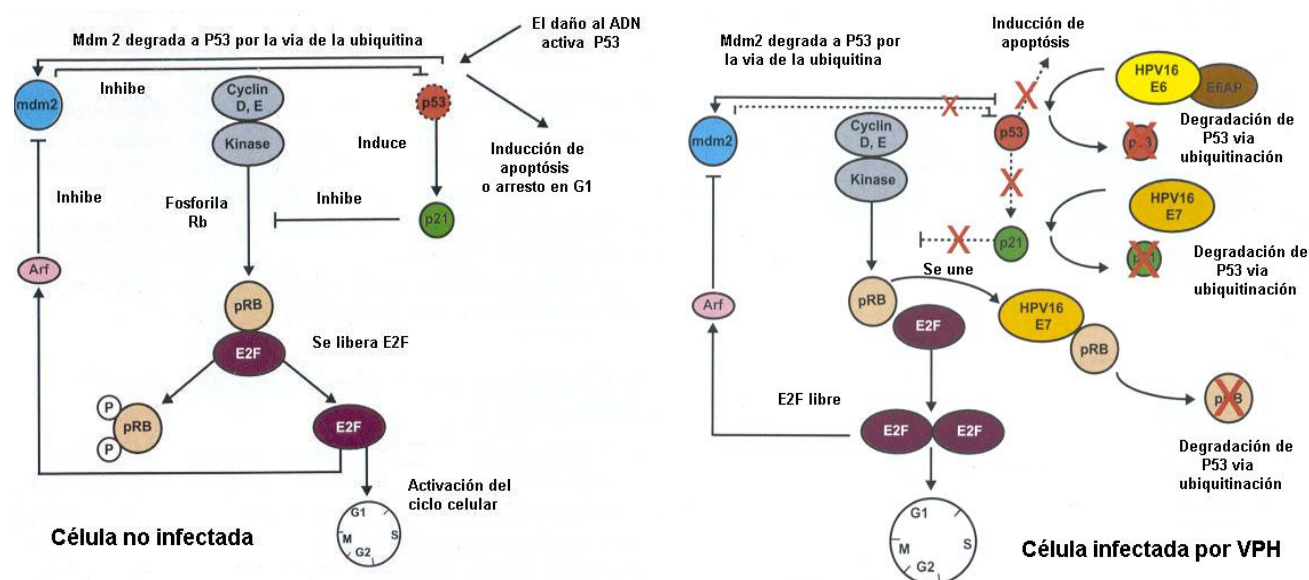 El daño al ADN
activa P53
Mdm 2 degrada a P53 por la via de la ubiquitina
mdm2
Inhibe
Cyclin
D, E
Kinase
p53
Induce
Inducción de
apoptósis
o arresto en G1
Inhibe
Fosforila
Rb
Inhibe
p21
Arf
pRB
E2F
Se libera E2F
P
P
pRB
E2F
Activación del
ciclo celular
G1
S
M
G2
Célula no infectada
Inducción de
apoptósis
Mdm2 degrada a P53 por
la via de la ubiquitina
HPV16
E6
E6AP
mdm2
Cyclin
D, E
Kinase
p53
Degradación de
P53 via
ubiquitinación
HPV16
E7
p21
Degradación de
P53 via
ubiquitinación
Se une
Arf
pRB
E2F
HPV16
E7
pRB
E2F libre
E2F
E2F
Degradación de
P53 via
ubiquitinación
G1
S
M
G2
Célula infectada por VPH